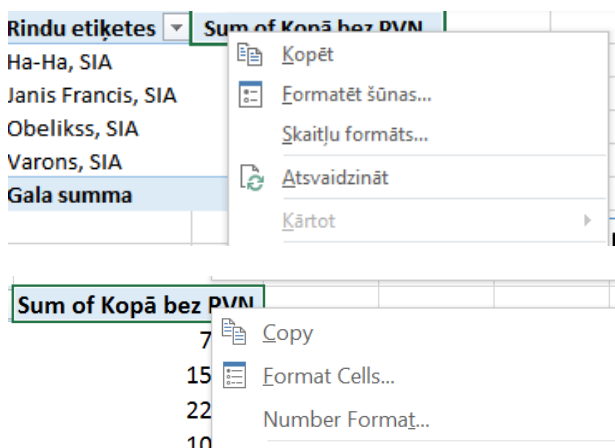 Rindu etiķetes Sum of Kopā bez PVN
Ha-Ha, SIA
Kopēt
Janis Francis, SIA
Formatēt šūnas...
Obelikss, SIA
Skaitļu formāts...
Varons, SIA
Atsvaidzināt
Gala summa
Kārtot
Sum of Kopā bez PVN
7
Copy
15
Format Cells...
22
Number Format...
10